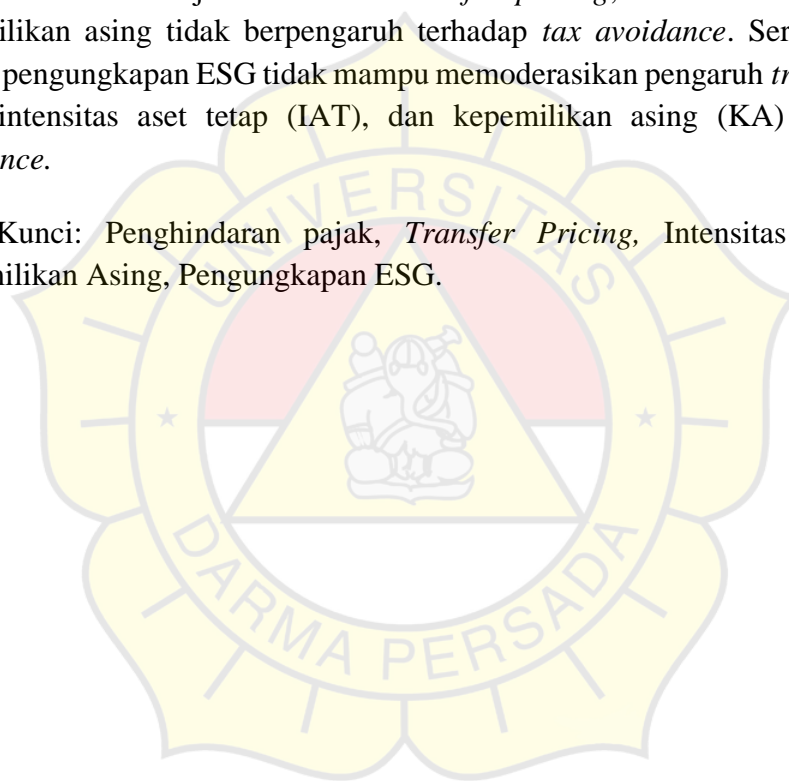 ilikan asing tidak berpengaruh terhadap tax avoidance. Ser
pengungkapan ESG tidak mampu memoderasikan pengaruh tr
intensitas aset tetap (IAT), dan kepemilikan asing (KA)
nce.
Kunci: Penghindaran pajak, Transfer Pricing, Intensitas
ilikan Asing, Pengungkapan ESG.
UNIVERSITAS
DARMA PERSADA